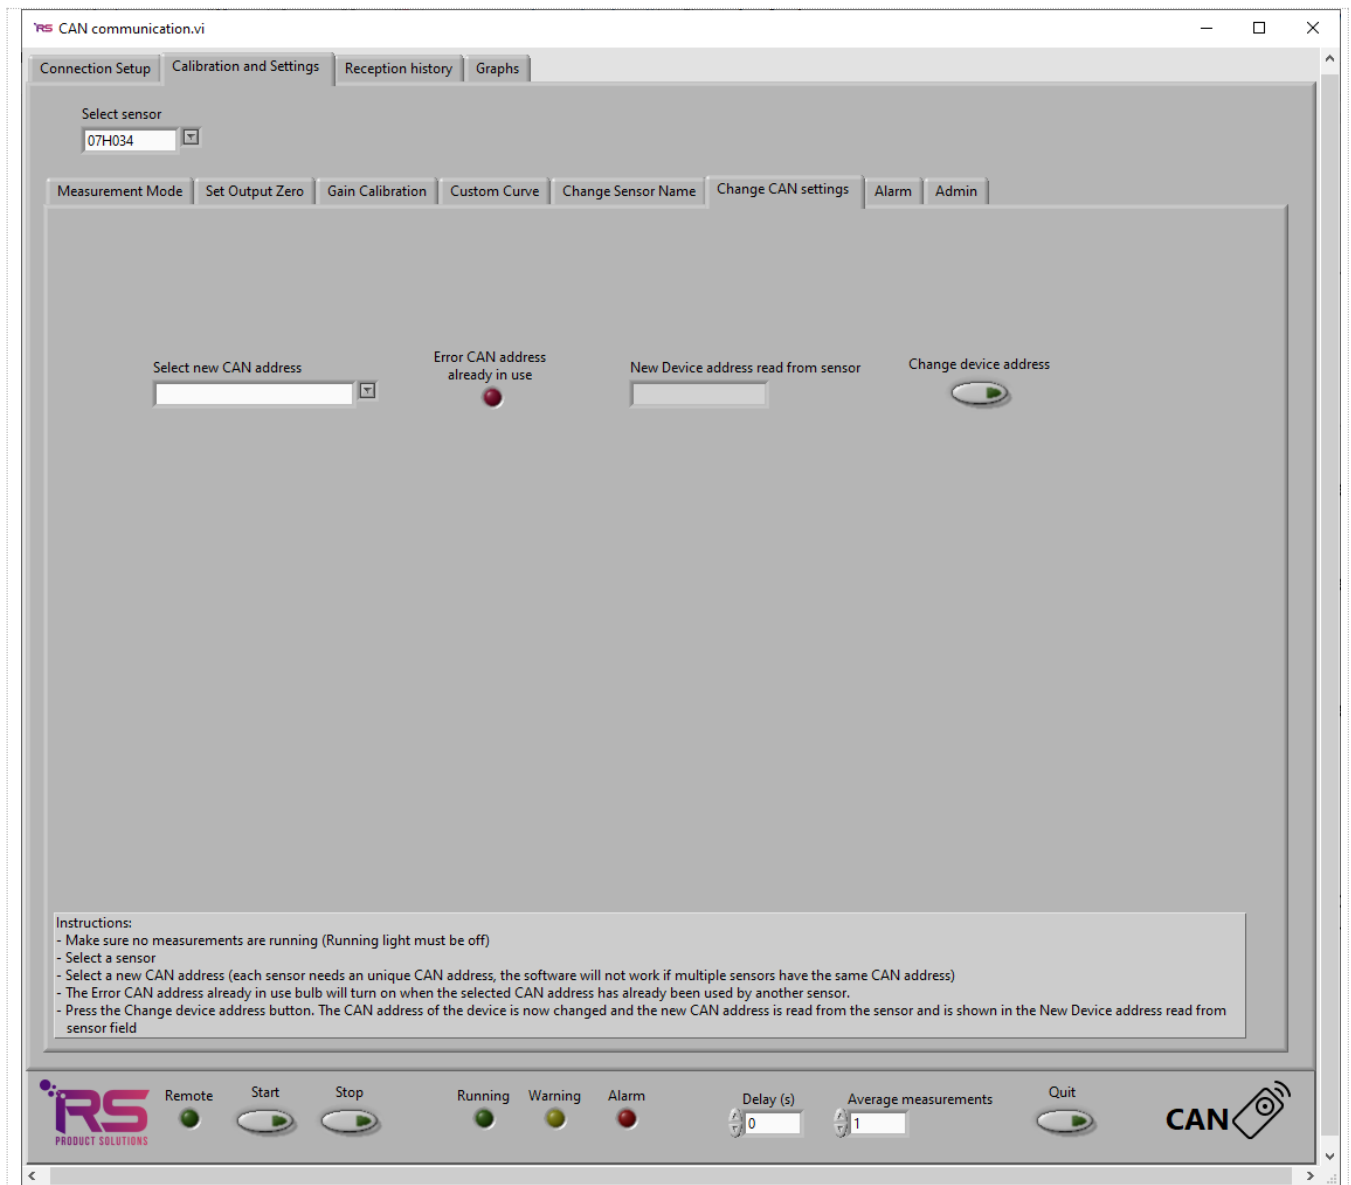 RS CAN communication.vi
Connection Setup Calibration and Settings Reception history Graphs
Select sensor
07H034
Measurement Mode Set Output Zero Gain Calibration Custom Curve Change Sensor Name Change CAN settings Alarm Admin
Select new CAN address
Error CAN address
already in use
New Device address read from sensor
Change device address
Instructions:
- Make sure no measurements are running (Running light must be off)
- Select a sensor
- Select a new CAN address (each sensor needs an unique CAN address, the software will not work if multiple sensors have the same CAN address)
- The Error CAN address already in use bulb will turn on when the selected CAN address has already been used by another sensor.
- Press the Change device address button. The CAN address of the device is now changed and the new CAN address is read from the sensor and is shown in the New Device address read from
sensor field
RS
PRODUCT SOLUTIONS
Remote Start Stop Running Warning Alarm
Delay (s)
0
Average measurements
1
Quit
CAN